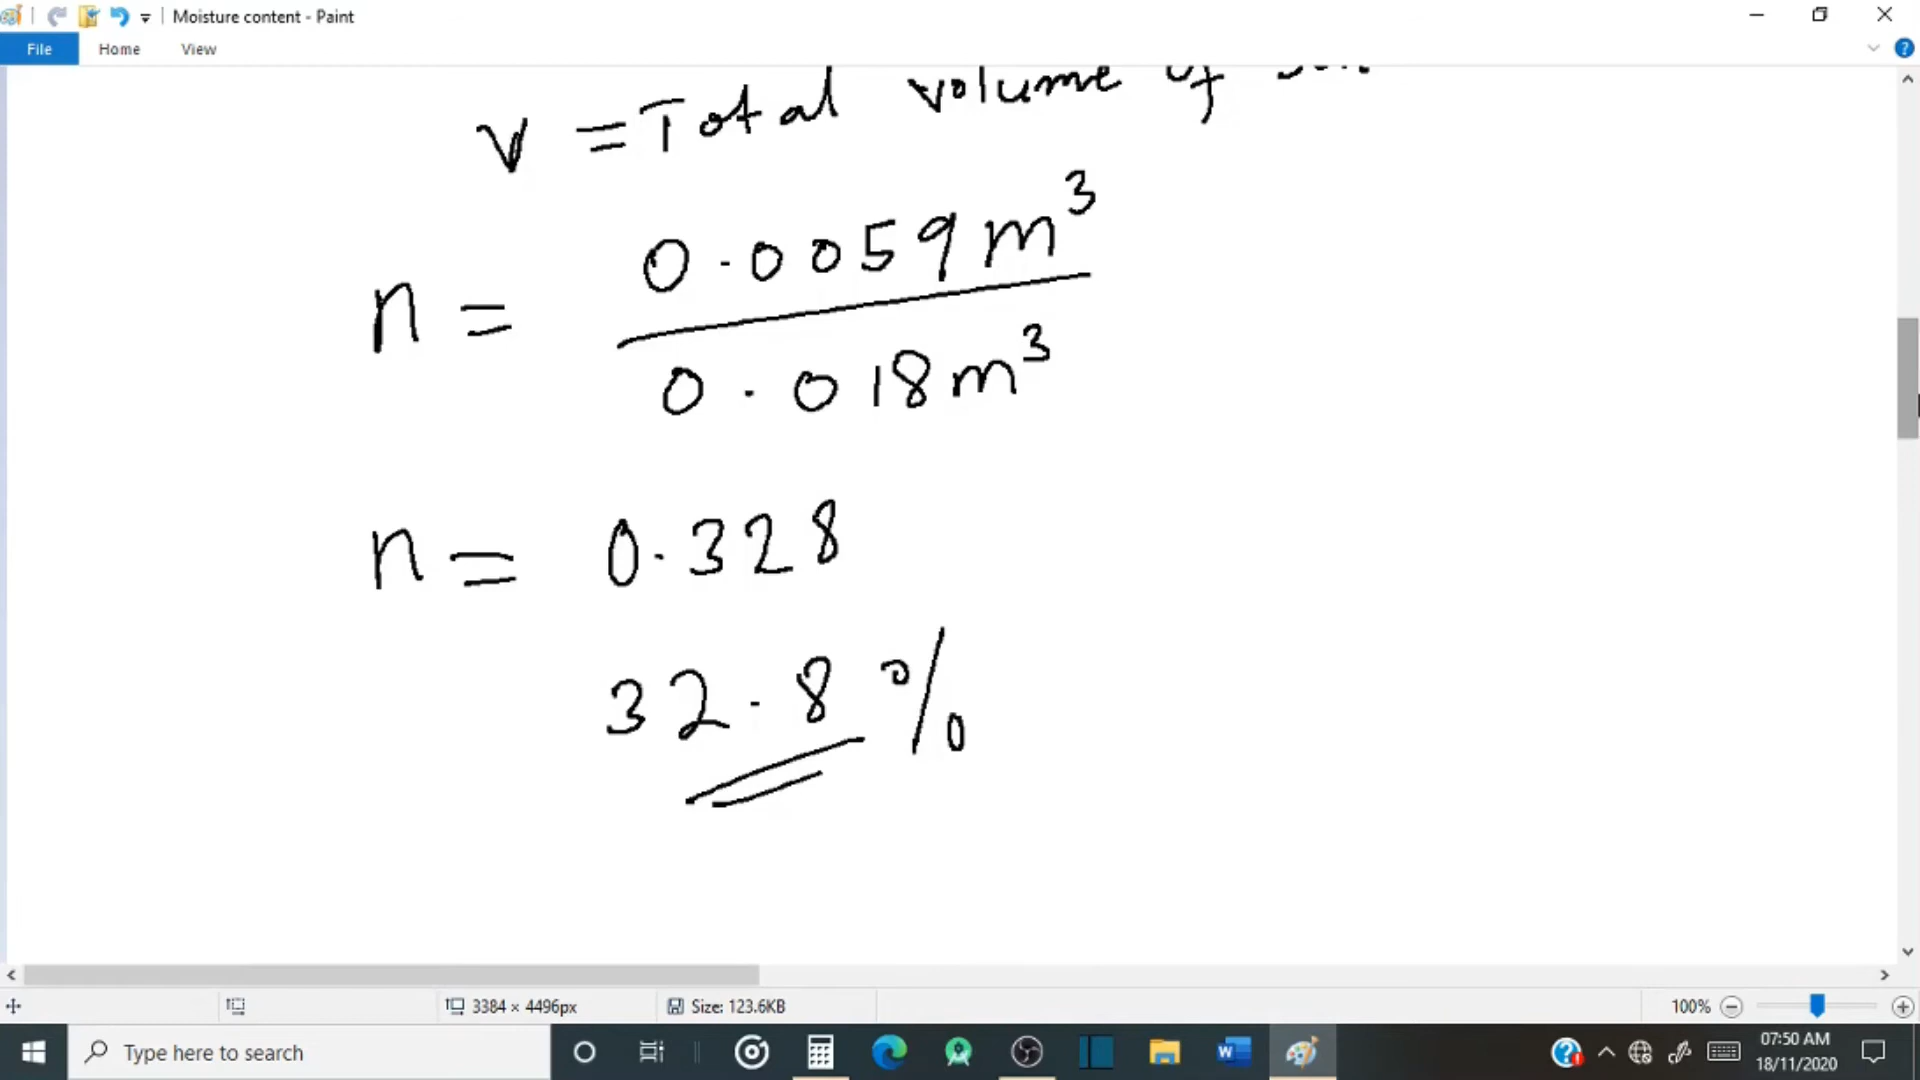 Moisture content - Paint
File Home View
V = Total volume of
n = 0.0059 m³
0.018 m³
n = 0.328
32.8 %
3384 × 4496px Size: 123.6KB 100%
Type here to search
07:50 AM
18/11/2020